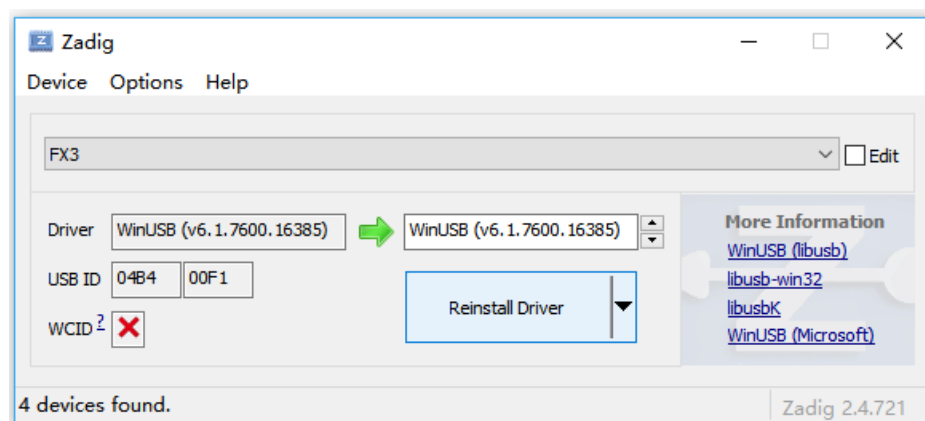 Zadig
Device Options Help
FX3
Edit
Driver WinUSB (v6.1.7600.16385) WinUSB (v6.1.7600.16385)
USB ID 04B4 00F1
WCID ?
Reinstall Driver
More Information
WinUSB (libusb)
libusb-win32
libusbK
WinUSB (Microsoft)
4 devices found.
Zadig 2.4.721